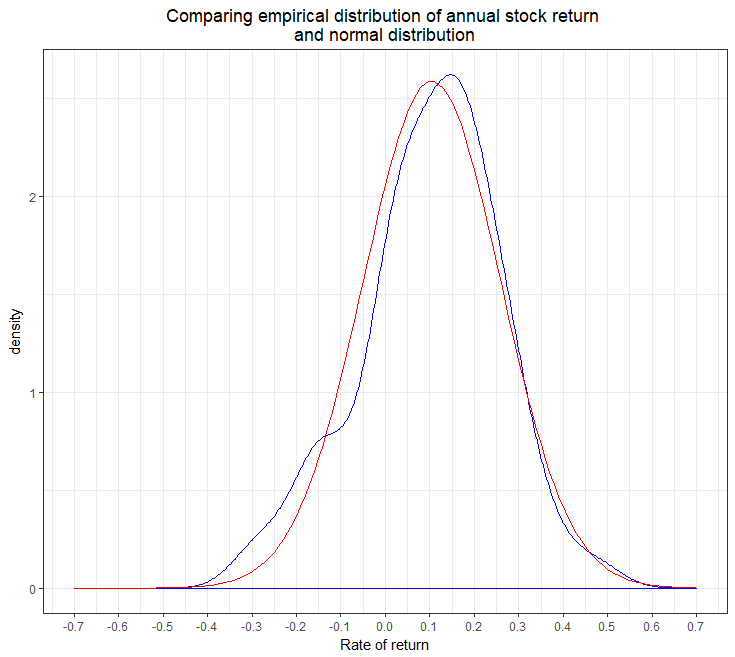 Comparing empirical distribution of annual stock return
and normal distribution
density
2
1
0
-0.7 -0.6 -0.5 -0.4 -0.3 -0.2 -0.1 0.0 0.1 0.2 0.3 0.4 0.5 0.6 0.7
Rate of return